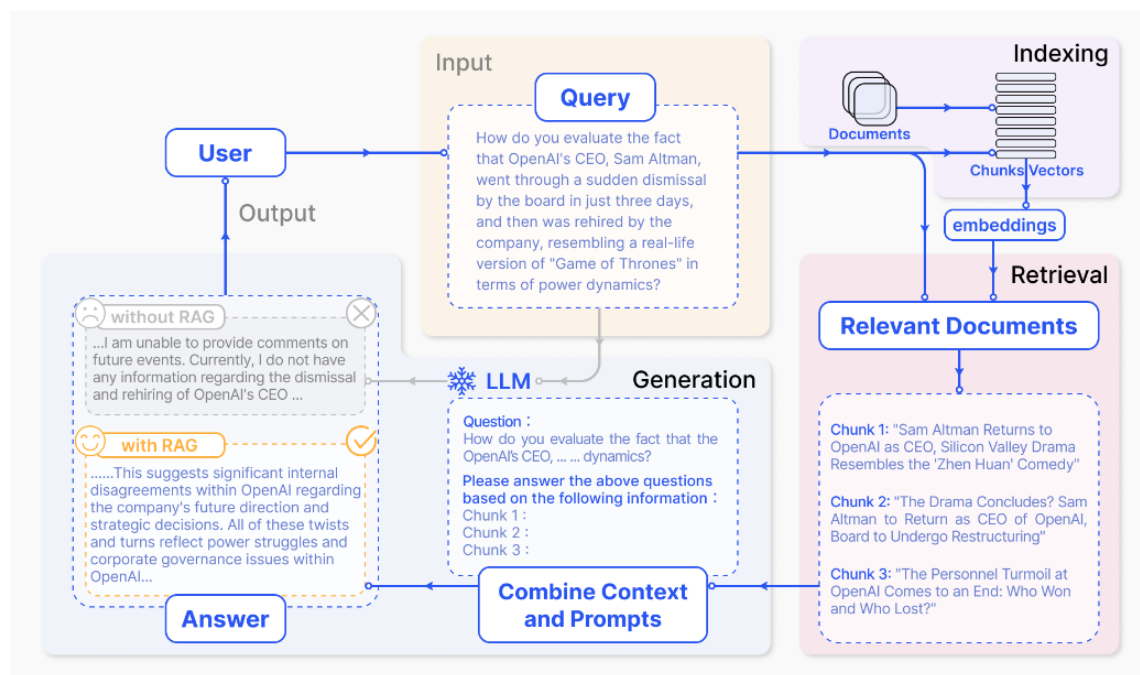 Input
Query
How do you evaluate the fact
that OpenAI's CEO, Sam Altman,
went through a sudden dismissal
by the board in just three days,
and then was rehired by the
company, resembling a real-life
version of "Game of Thrones" in
terms of power dynamics?
Indexing
Documents
Chunks Vectors
embeddings
User
Output
Retrieval
Relevant Documents
Chunk 1: "Sam Altman Returns to
OpenAI as CEO, Silicon Valley Drama
Resembles the 'Zhen Huan' Comedy"
Chunk 2: "The Drama Concludes? Sam
Altman to Return as CEO of OpenAI,
Board to Undergo Restructuring"
Chunk 3: "The Personnel Turmoil at
OpenAI Comes to an End: Who Won
and Who Lost?"
Generation
LLM
Question :
How do you evaluate the fact that the
OpenAI's CEO, ... ... dynamics?
Please answer the above questions
based on the following information :
Chunk 1 :
Chunk 2 :
Chunk 3 :
Combine Context
and Prompts
without RAG
...I am unable to provide comments on
future events. Currently, I do not have
any information regarding the dismissal
and rehiring of OpenAI's CEO ...
with RAG
......This suggests significant internal
disagreements within OpenAI regarding
the company's future direction and
strategic decisions. All of these twists
and turns reflect power struggles and
corporate governance issues within
OpenAI...
Answer